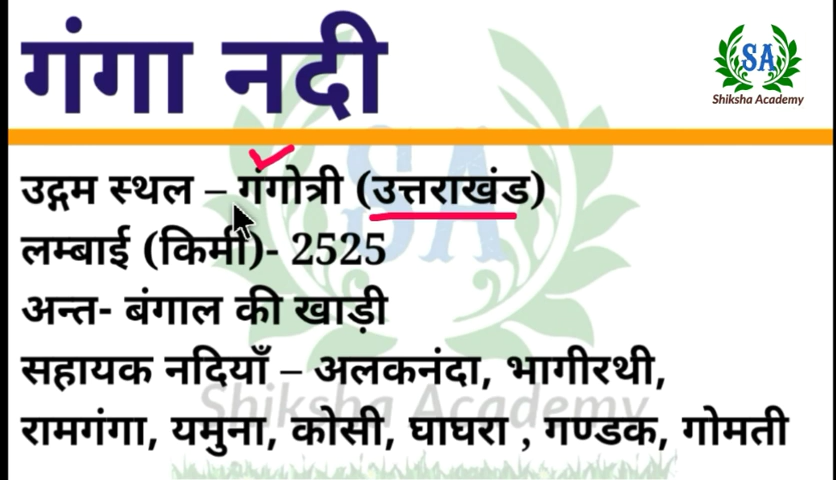 गंगा नदी
SA
Shiksha Academy
उद्गम स्थल – गंगोत्री (उत्तराखंड)
लम्बाई (किमी)- 2525
अन्त- बंगाल की खाड़ी
सहायक नदियाँ – अलकनंदा, भागीरथी,
रामगंगा, यमुना, कोसी, घाघरा , गण्डक, गोमती
SA
Shiksha Academy